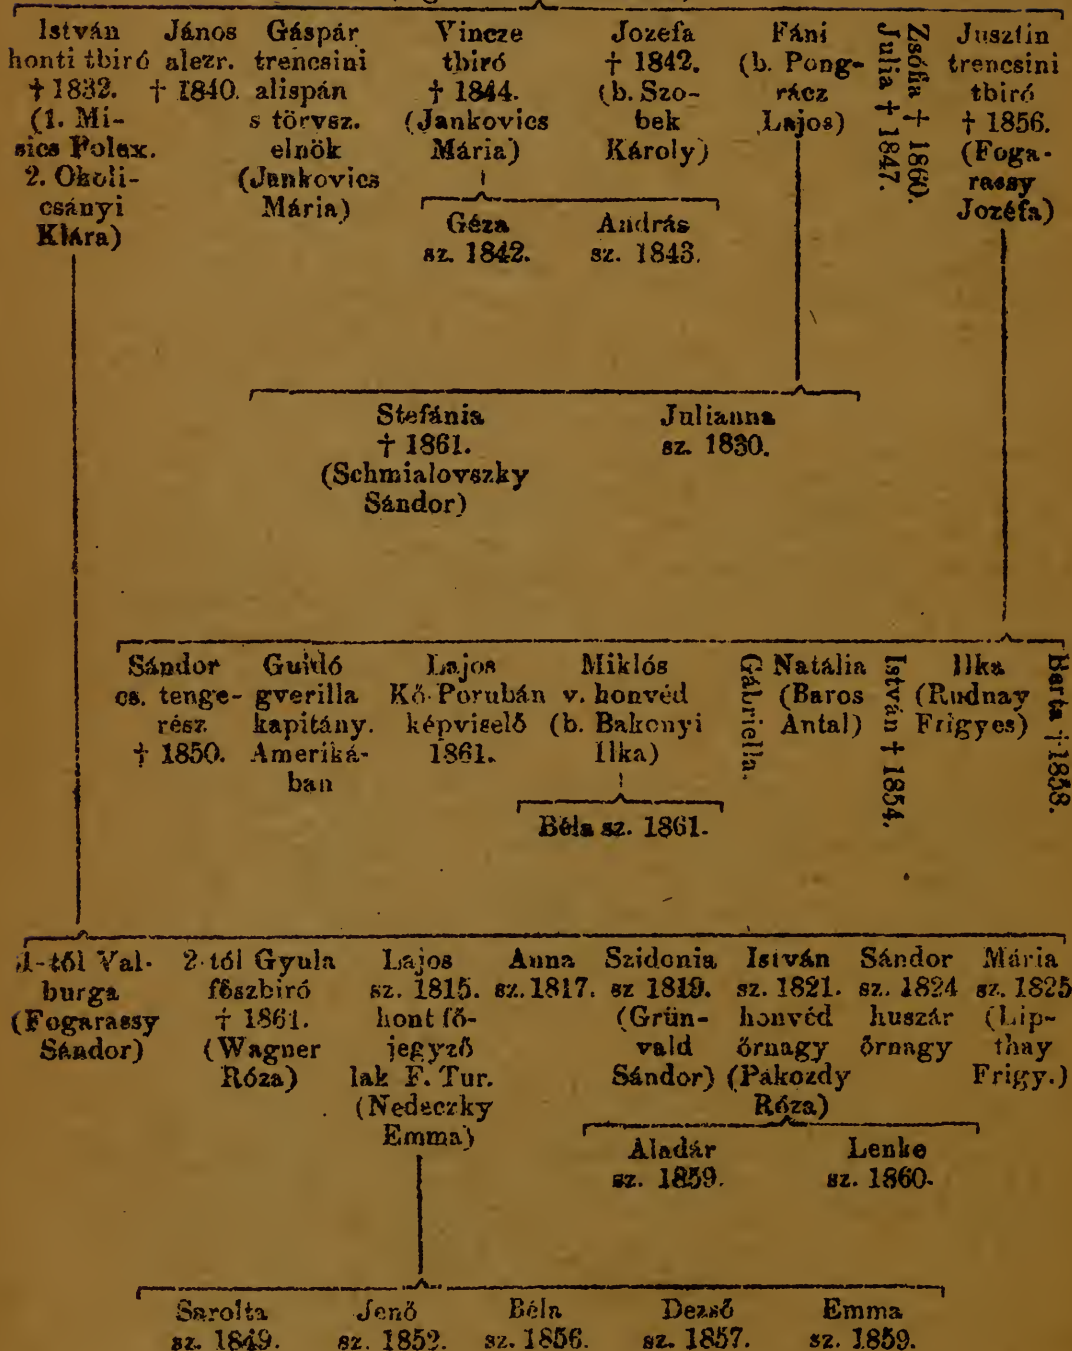 István
honti tbiró
† 1832.
(1. Mi-
sics Polux.
2. Okoli-
csányi
Klára)
János
alezr.
† 1840.
Gáspár
trencsini
alispán
s törvsz.
elnök
(Jankovics
Mária)
Vincze
tbiró
† 1844.
(Jankovics
Mária)
Jozefa
† 1842.
(b. Szo-
bek
Károly)
Fáni
(b. Pong-
rácz
Lajos)
Zsófia † 1860.
Julia † 1847.
Jusztin
trencsini
tbiró
† 1856.
(Foga-
rassy
Jozéfa)
Géza
sz. 1842.
András
sz. 1843.
Stefánia
† 1861.
(Schmialovszky
Sándor)
Julianna
sz. 1830.
Sándor
cs. tenge-
rész
† 1850.
Guidó
gverilla
kapitány.
Ameriká-
ban
Lajos
Kő-Porubán
képviselő
1861.
Miklós
v. honvéd
(b. Bakonyi
Ilka)
Gábriella.
Natália
(Baros
Antal)
István † 1854.
Ilka
(Rudnay
Frigyes)
Barta † 1858.
Béla sz. 1861.
1-től Val-
burga
(Fogarassy
Sándor)
2-tól Gyula
főszbiró
† 1861.
(Wagner
Róza)
Lajos
sz. 1815.
hont fő-
jegyző
lak F. Tur.
(Nedeczky
Emma)
Anna
sz. 1817.
Szidonia
sz 1819.
(Grün-
vald
Sándor)
István
sz. 1821.
honvéd
őrnagy
(Pakozdy
Róza)
Sándor
sz. 1824
huszár
őrnagy
Mária
sz. 1825
(Lip-
thay
Frigy.)
Aladár
sz. 1859.
Lenke
sz. 1860.
Sarolta
sz. 1849.
Jenő
sz. 1852.
Béla
sz. 1856.
Dezső
sz. 1857.
Emma
sz. 1859.